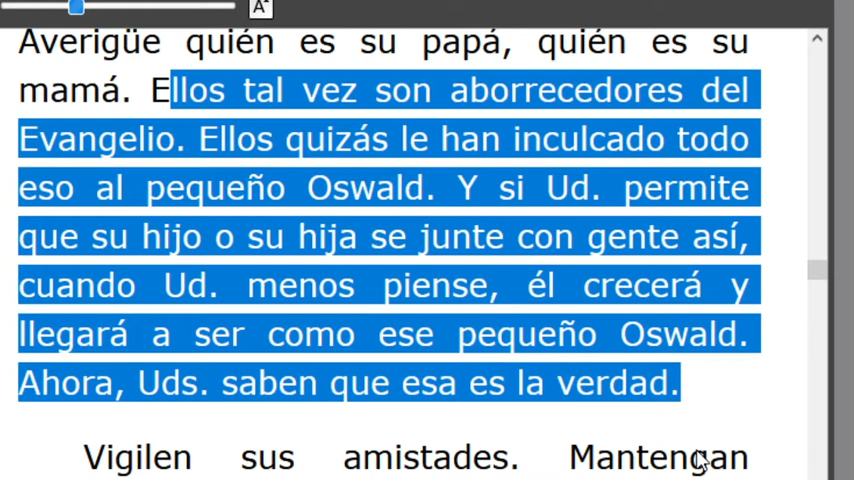 A
Averigüe quién es su papá, quién es su
mamá. Ellos tal vez son aborrecedores del
Evangelio. Ellos quizás le han inculcado todo
eso al pequeño Oswald. Y si Ud. permite
que su hijo o su hija se junte con gente así,
cuando Ud. menos piense, él crecerá y
llegará a ser como ese pequeño Oswald.
Ahora, Uds. saben que esa es la verdad.
Vigilen sus amistades. Mantengan